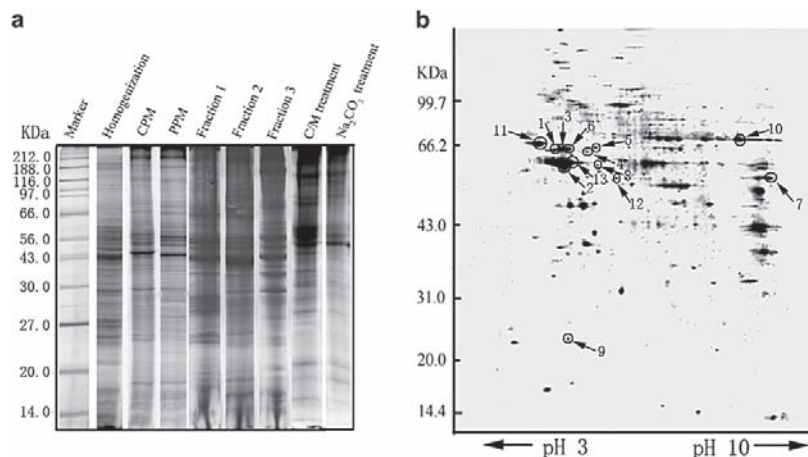 a
KDa
Marker
Homogenization
CPM
PPM
Fraction 1
Fraction 2
Fraction 3
C/M treatment
Na₂CO₃ treatment
212. 0
188. 0
116. 0
97. 0
66. 0
56. 0
43. 0
30. 0
27. 0
20. 0
14. 0
b
KDa
99.7
66.2
43.0
31.0
20.0
14.4
11
1
3
6
5
10
4
8
13
2
12
7
9
pH 3
pH 10